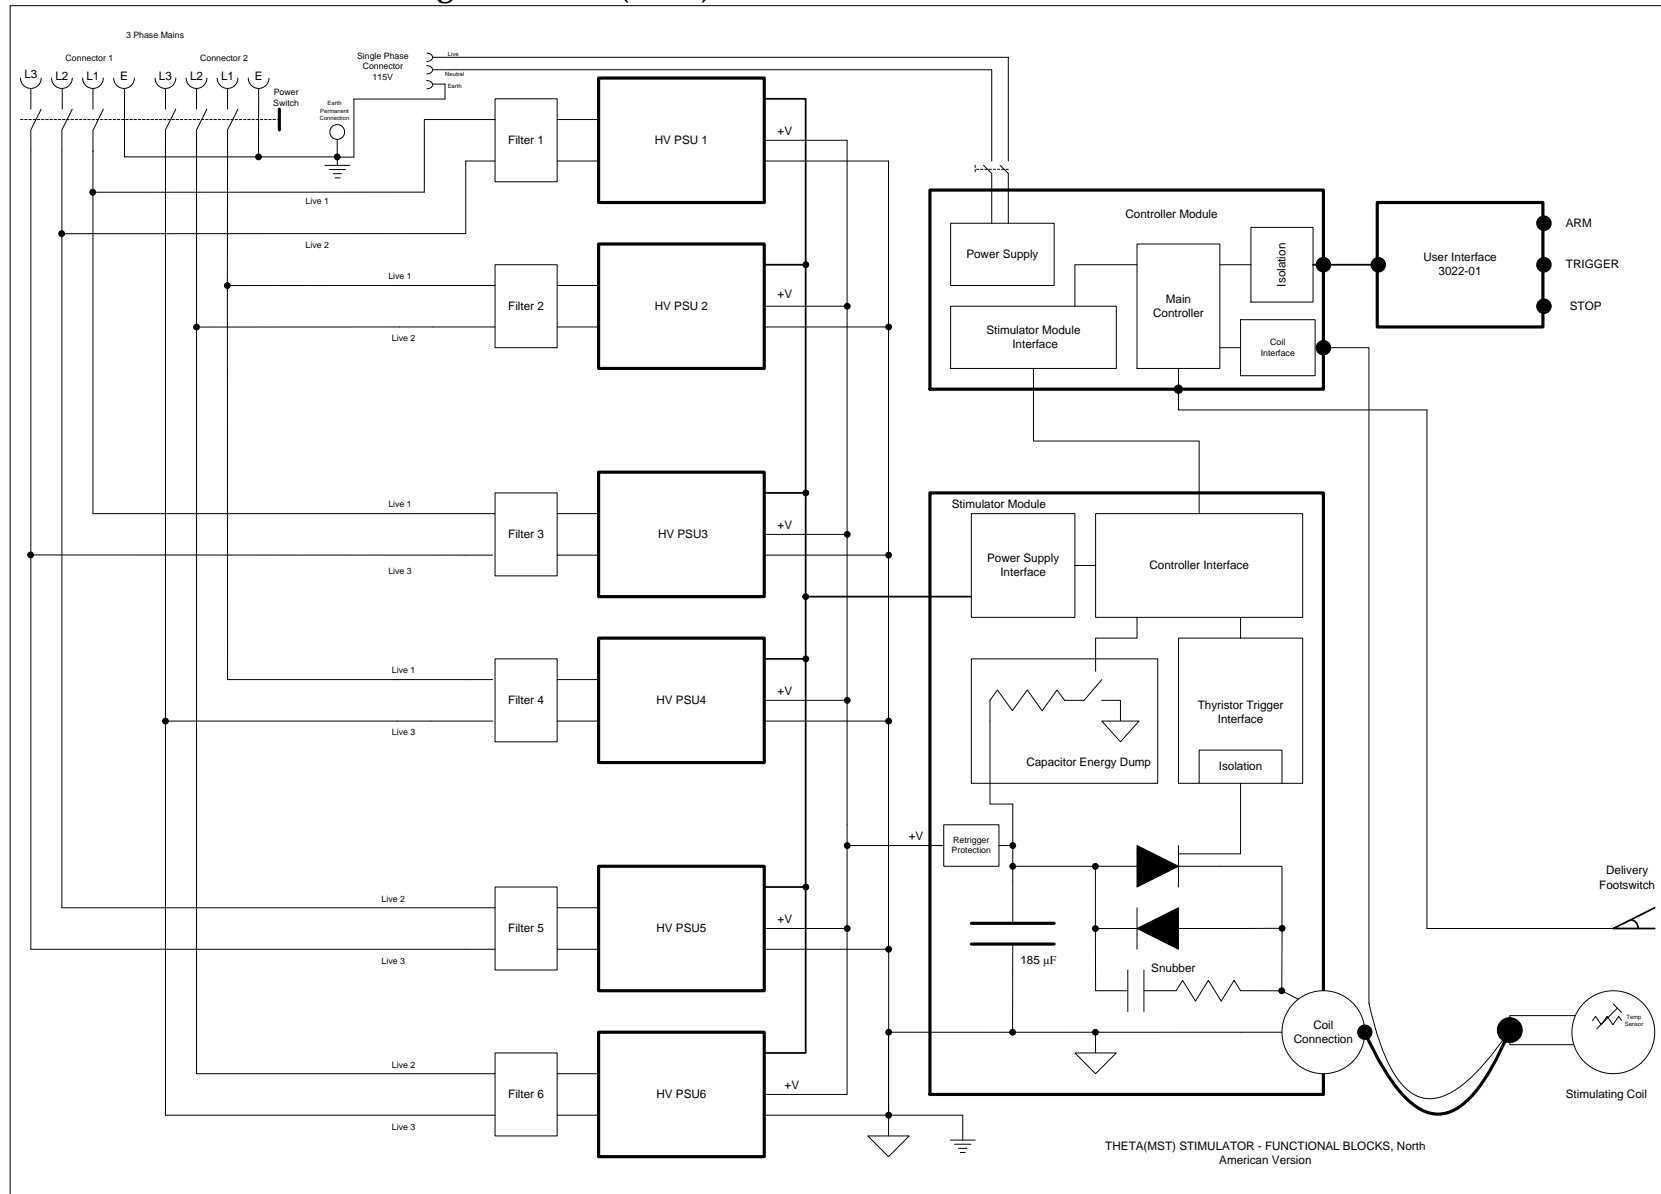 3 Phase Mains
Connector 1
Connector 2
L3
L2
L1
E
L3
L2
L1
E
Power
Switch
Earth
Permanent
Connection
Single Phase
Connector
115V
Live
Neutral
Earth
Live 1
Live 2
Filter 1
HV PSU 1
+V
Live 1
Live 2
Filter 2
HV PSU 2
+V
Live 1
Live 3
Filter 3
HV PSU3
+V
Live 1
Live 3
Filter 4
HV PSU4
+V
Live 2
Live 3
Filter 5
HV PSU5
+V
Live 2
Live 3
Filter 6
HV PSU6
+V
Controller Module
Power Supply
Stimulator Module
Interface
Main
Controller
Isolation
Coil
Interface
User Interface
3022-01
ARM
TRIGGER
STOP
Stimulator Module
Power Supply
Interface
Controller Interface
Capacitor Energy Dump
Thyristor Trigger
Interface
Isolation
+V
Retrigger
Protection
185 μF
Snubber
Coil
Connection
Delivery
Footswitch
Temp
Sensor
Stimulating Coil
THETA(MST) STIMULATOR - FUNCTIONAL BLOCKS, North
American Version